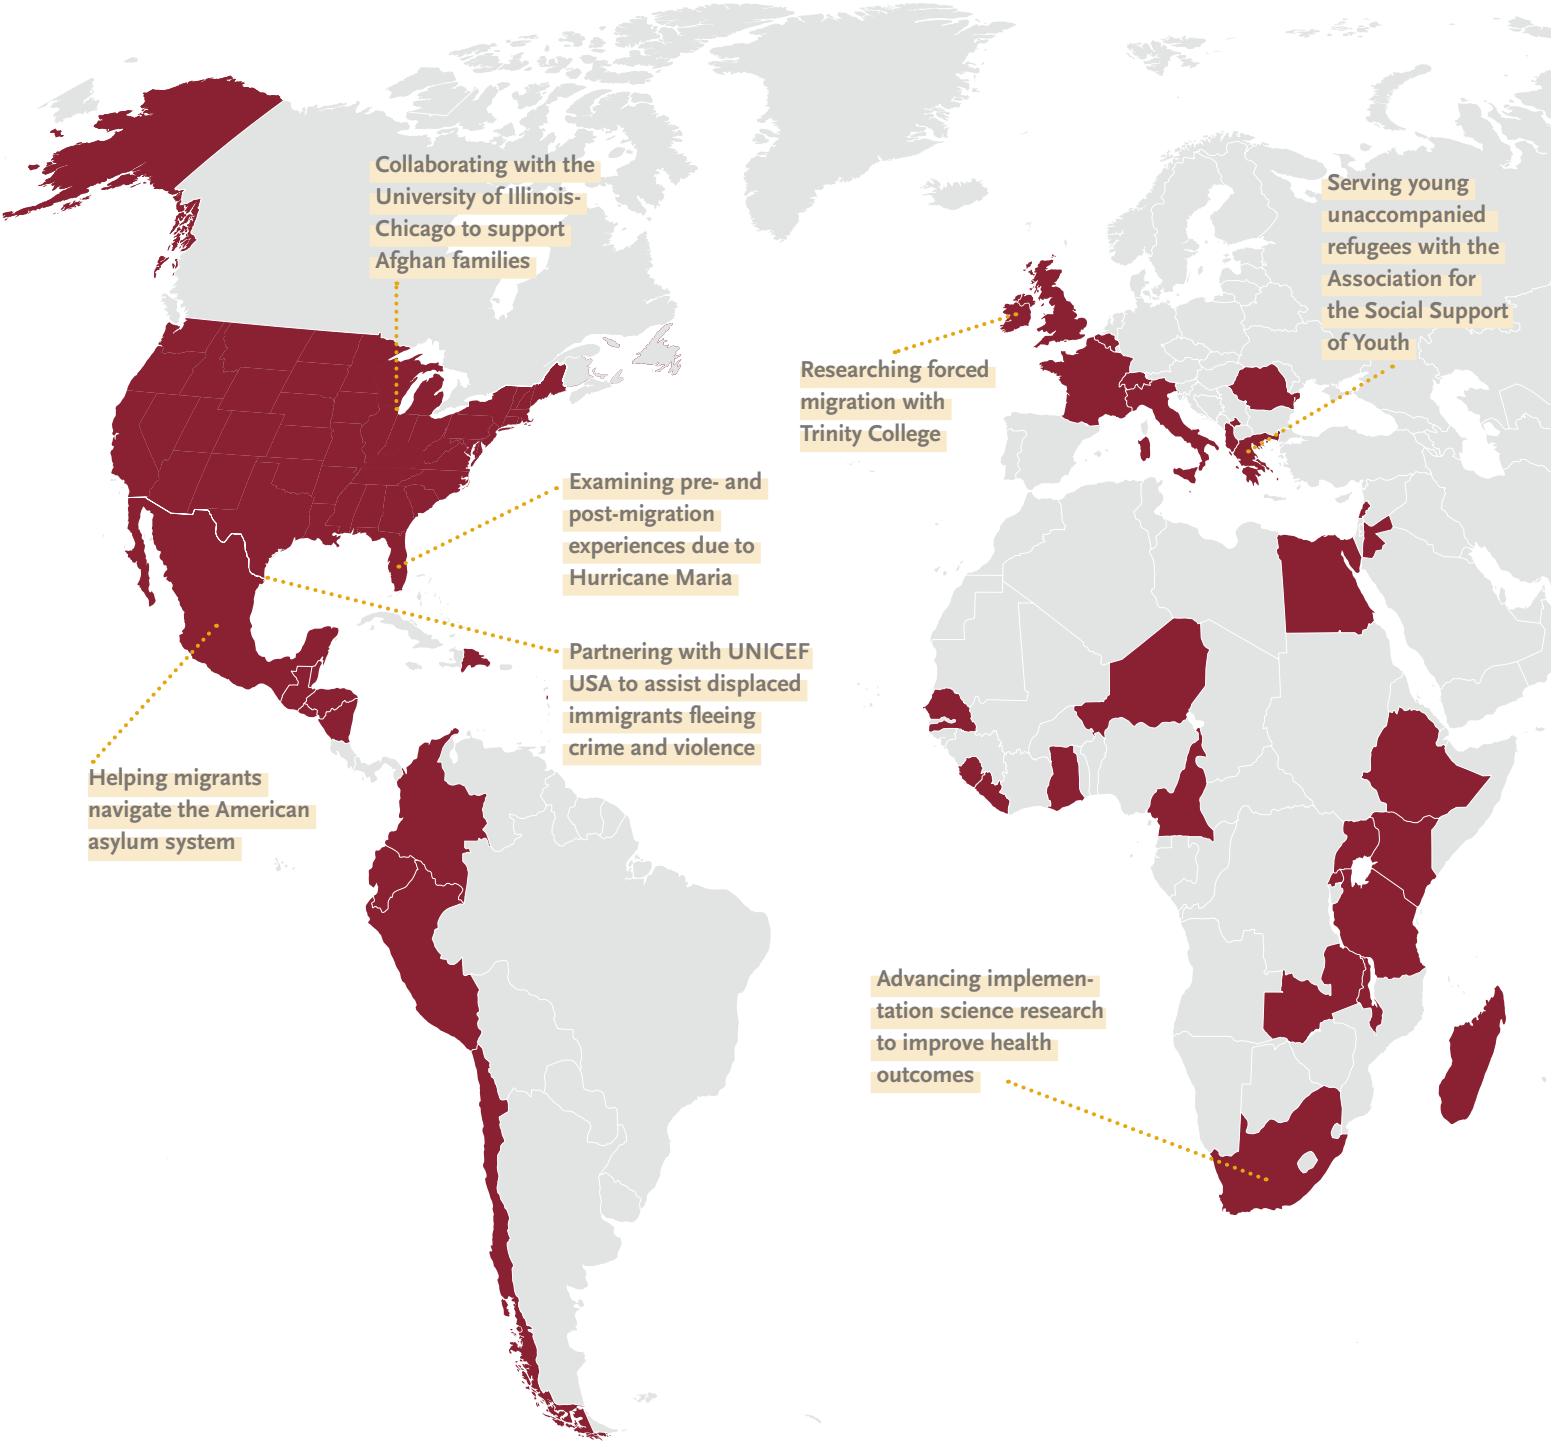 Collaborating with the
University of Illinois-
Chicago to support
Afghan families
Serving young
unaccompanied
refugees with the
Association for
the Social Support
of Youth
Researching forced
migration with
Trinity College
Examining pre- and
post-migration
experiences due to
Hurricane Maria
Partnering with UNICEF
USA to assist displaced
immigrants fleeing
crime and violence
Helping migrants
navigate the American
asylum system
Advancing implemen-
tation science research
to improve health
outcomes